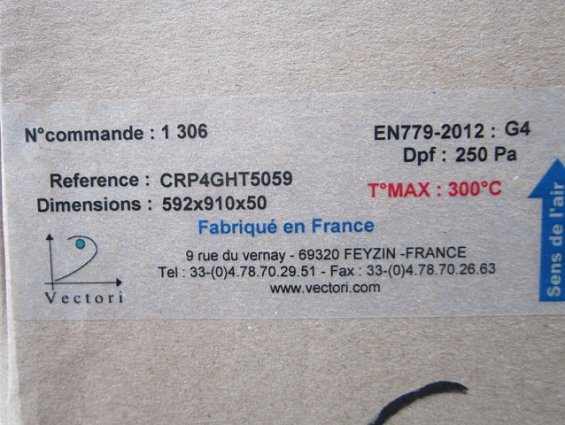 N°commande : 1 306
EN779-2012 : G4
Dpf : 250 Pa
Reference : CRP4GHT5059
T°MAX : 300°C
Dimensions : 592x910x50
Fabriqué en France
9 rue du vernay - 69320 FEYZIN -FRANCE
Tel : 33-(0)4.78.70.29.51 - Fax : 33-(0)4.78.70.26.63
www.vectori.com
Vectori
Sens de l'air